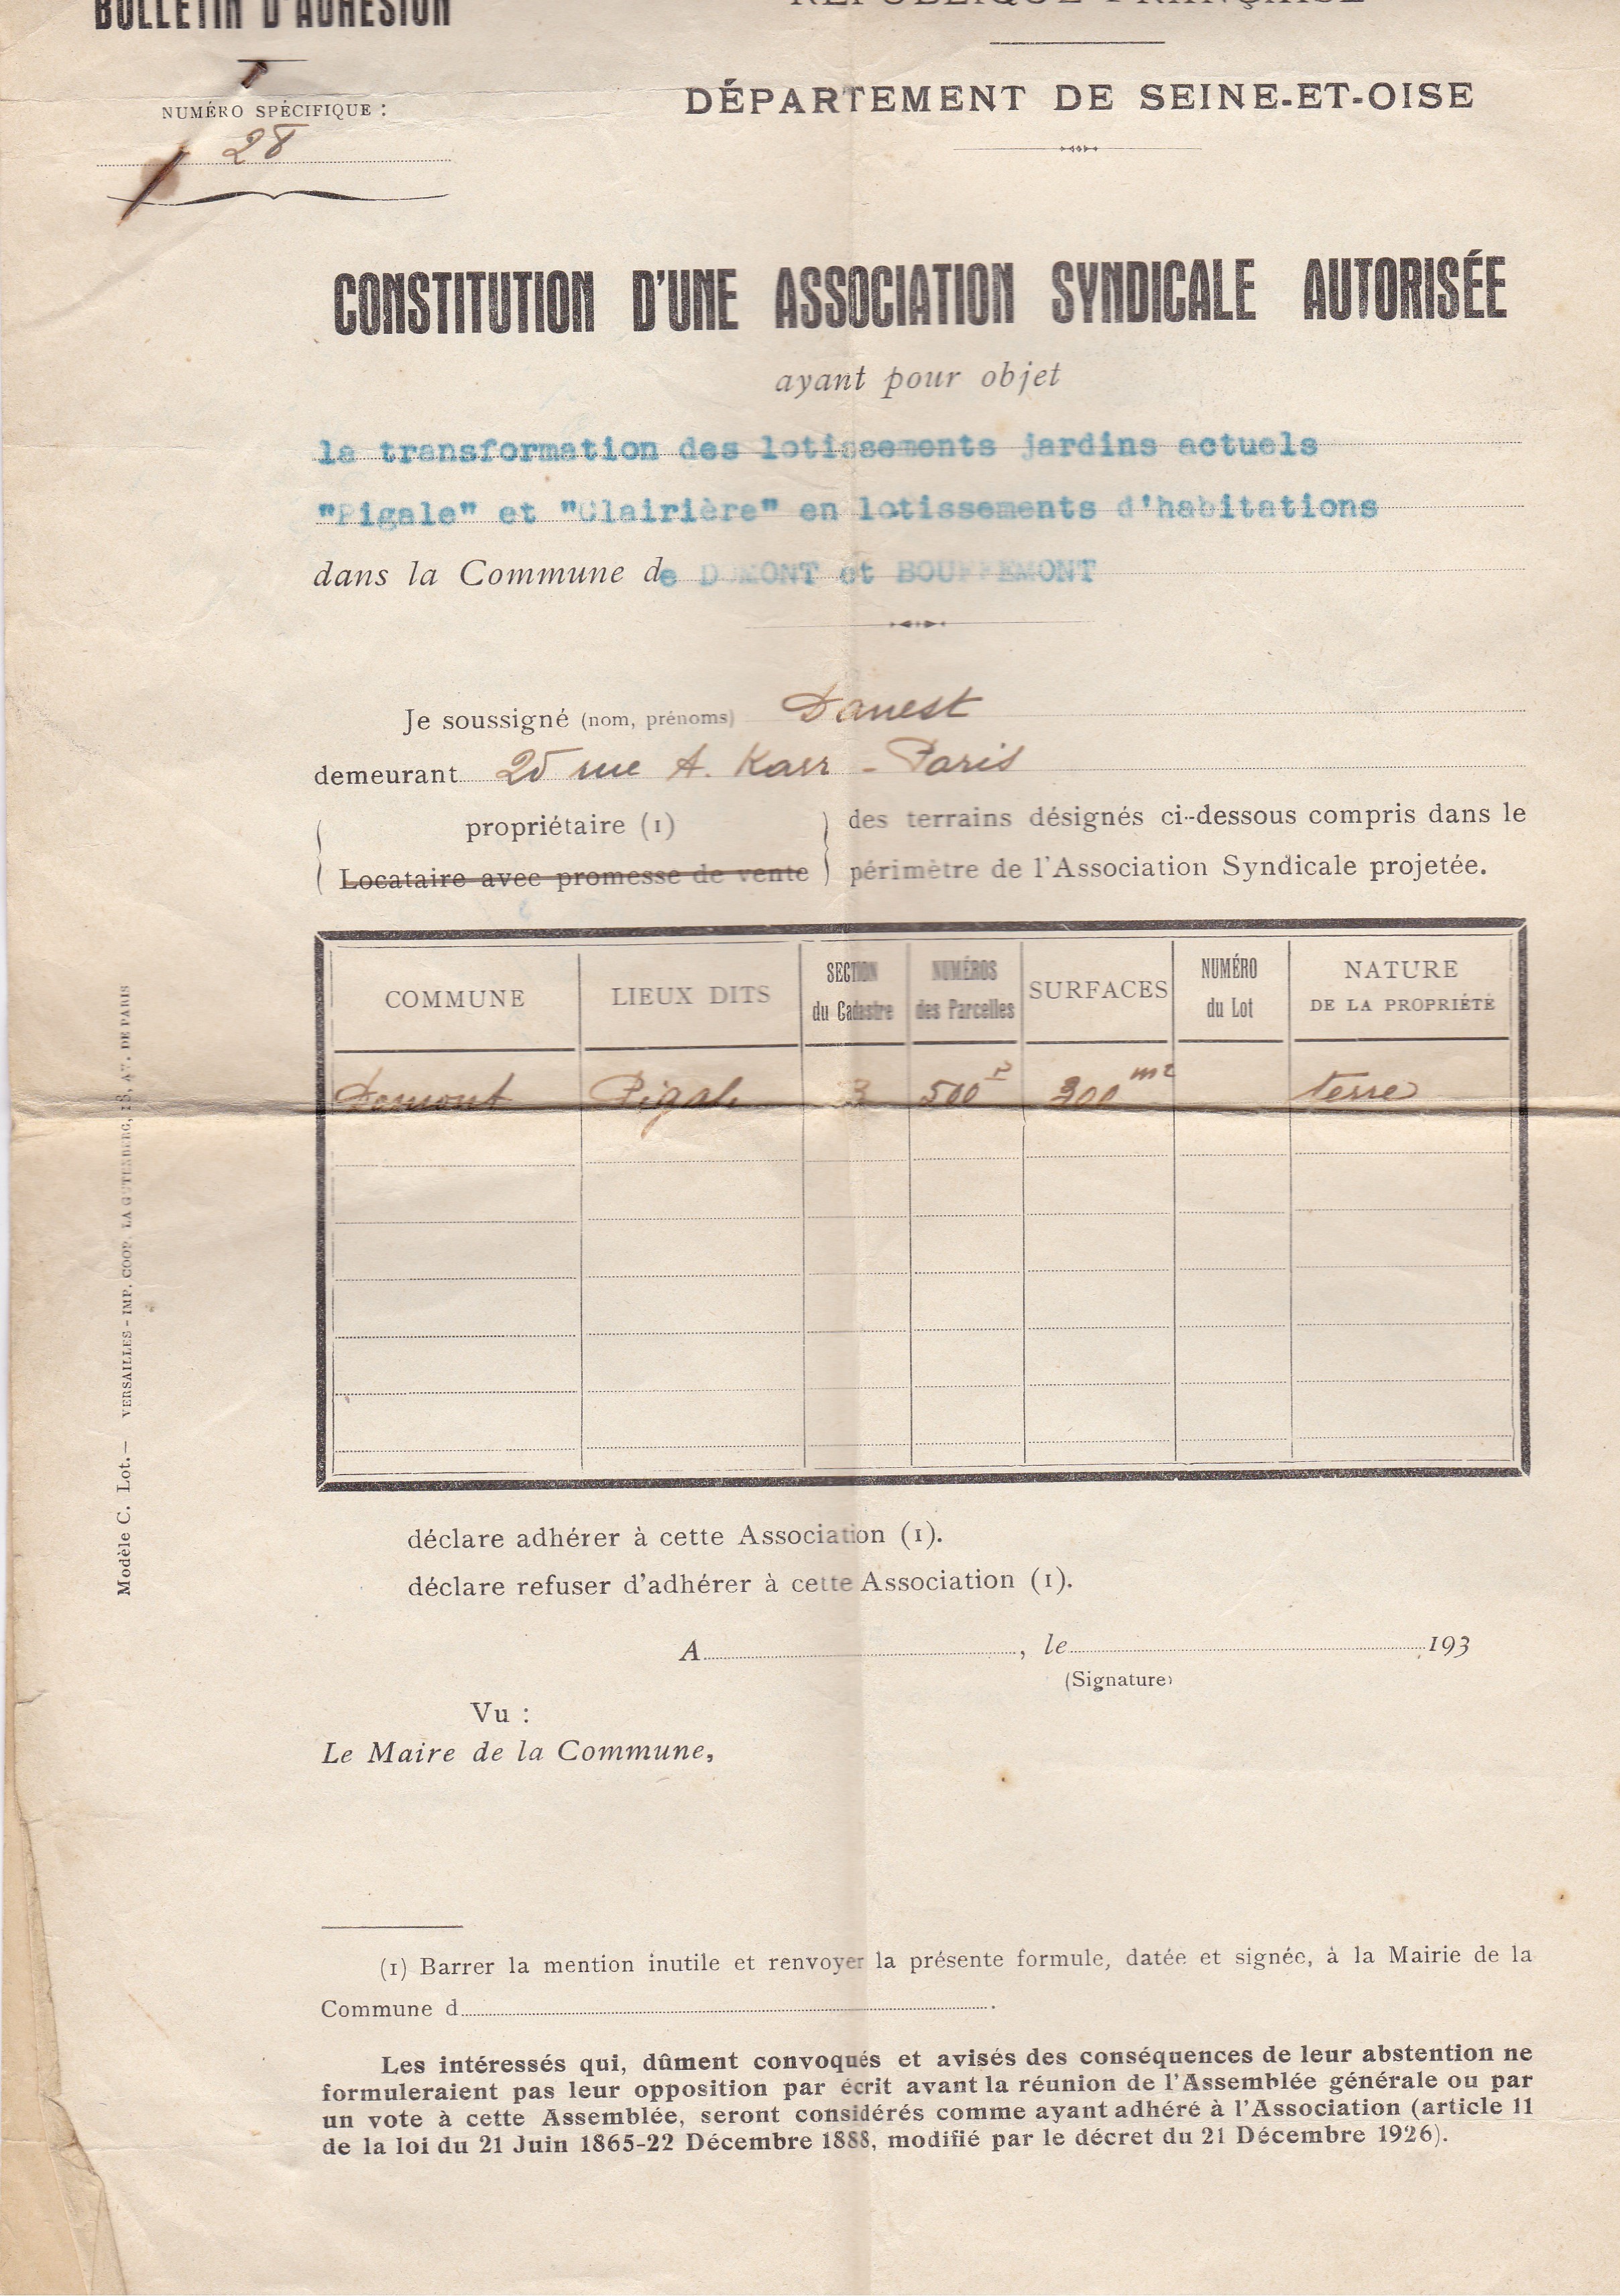 BULLETIN D'ADHÉSION
RÉPUBLIQUE FRANÇAISE
NUMÉRO SPÉCIFIQUE :
28
DÉPARTEMENT DE SEINE-ET-OISE
CONSTITUTION D'UNE ASSOCIATION SYNDICALE AUTORISÉE
ayant pour objet
la transformation des lotissements jardins actuels
"Pigale" et "Clairière" en lotissements d'habitations
dans la Commune de DOMONT et BOUFFEMONT
Je soussigné (nom, prénoms) Danest
demeurant 25 rue A. Karr - Paris
propriétaire (1)
Locataire avec promesse de vente
des terrains désignés ci-dessous compris dans le
périmètre de l'Association Syndicale projetée.
COMMUNE LIEUX DITS SECTION du Cadastre NUMÉROS des Parcelles SURFACES NUMÉRO du Lot NATURE DE LA PROPRIÉTÉ
Domont Pigale B 500 p 300 m2 terre
déclare adhérer à cette Association (1).
déclare refuser d'adhérer à cette Association (1).
A , le 193
(Signature)
Vu :
Le Maire de la Commune,
(1) Barrer la mention inutile et renvoyer la présente formule, datée et signée, à la Mairie de la
Commune d .
Les intéressés qui, dûment convoqués et avisés des conséquences de leur abstention ne
formuleraient pas leur opposition par écrit avant la réunion de l'Assemblée générale ou par
un vote à cette Assemblée, seront considérés comme ayant adhéré à l'Association (article 11
de la loi du 21 Juin 1865-22 Décembre 1888, modifié par le décret du 21 Décembre 1926).
Modèle C. Lot. — VERSAILLES - IMP. COOP. LA GUTENBERG, 18, AV. DE PARIS